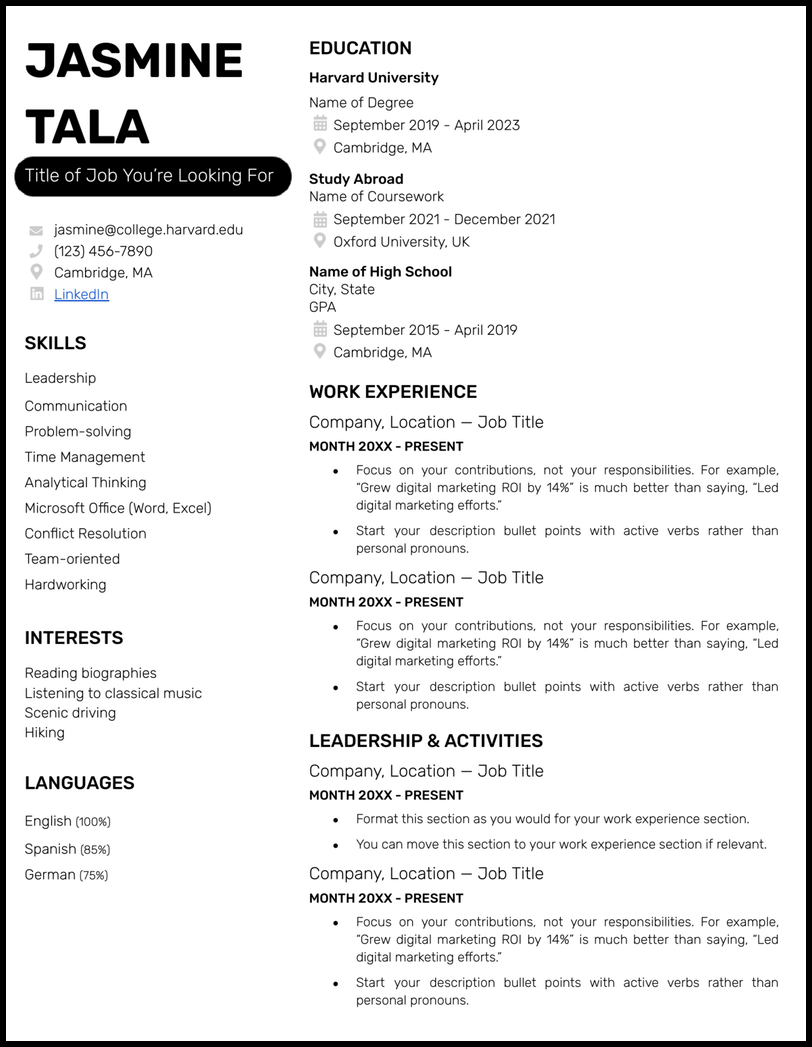 JASMINE
TALA
Title of Job You're Looking For
jasmine@college.harvard.edu
(123) 456-7890
Cambridge, MA
LinkedIn
SKILLS
Leadership
Communication
Problem-solving
Time Management
Analytical Thinking
Microsoft Office (Word, Excel)
Conflict Resolution
Team-oriented
Hardworking
INTERESTS
Reading biographies
Listening to classical music
Scenic driving
Hiking
LANGUAGES
English (100%)
Spanish (85%)
German (75%)
EDUCATION
Harvard University
Name of Degree
September 2019 - April 2023
Cambridge, MA
Study Abroad
Name of Coursework
September 2021 - December 2021
Oxford University, UK
Name of High School
City, State
GPA
September 2015 - April 2019
Cambridge, MA
WORK EXPERIENCE
Company, Location — Job Title
MONTH 20XX - PRESENT
● Focus on your contributions, not your responsibilities. For example,
“Grew digital marketing ROI by 14%” is much better than saying, “Led
digital marketing efforts.”
● Start your description bullet points with active verbs rather than
personal pronouns.
Company, Location — Job Title
MONTH 20XX - PRESENT
● Focus on your contributions, not your responsibilities. For example,
“Grew digital marketing ROI by 14%” is much better than saying, “Led
digital marketing efforts.”
● Start your description bullet points with active verbs rather than
personal pronouns.
LEADERSHIP & ACTIVITIES
Company, Location — Job Title
MONTH 20XX - PRESENT
● Format this section as you would for your work experience section.
● You can move this section to your work experience section if relevant.
Company, Location — Job Title
MONTH 20XX - PRESENT
● Focus on your contributions, not your responsibilities. For example,
“Grew digital marketing ROI by 14%” is much better than saying, “Led
digital marketing efforts.”
● Start your description bullet points with active verbs rather than
personal pronouns.